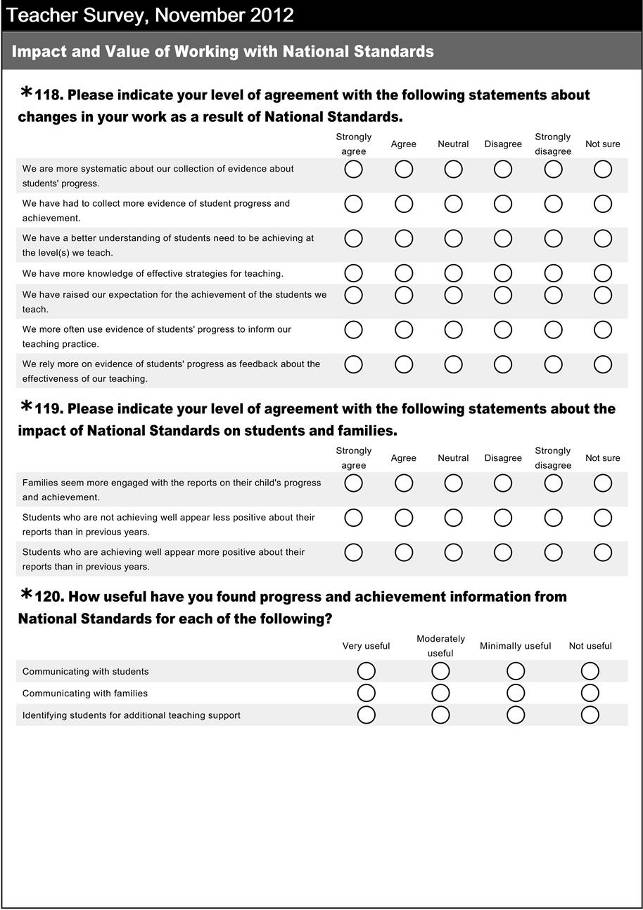 Teacher Survey, November 2012
Impact and Value of Working with National Standards
*118. Please indicate your level of agreement with the following statements about
changes in your work as a result of National Standards.
Strongly
agree
Agree
Neutral
Disagree
Strongly
disagree
Not sure
We are more systematic about our collection of evidence about
students' progress.
We have had to collect more evidence of student progress and
achievement.
We have a better understanding of students need to be achieving at
the level(s) we teach.
We have more knowledge of effective strategies for teaching.
We have raised our expectation for the achievement of the students we
teach.
We more often use evidence of students' progress to inform our
teaching practice.
We rely more on evidence of students' progress as feedback about the
effectiveness of our teaching.
*119. Please indicate your level of agreement with the following statements about the
impact of National Standards on students and families.
Strongly
agree
Agree
Neutral
Disagree
Strongly
disagree
Not sure
Families seem more engaged with the reports on their child's progress
and achievement.
Students who are not achieving well appear less positive about their
reports than in previous years.
Students who are achieving well appear more positive about their
reports than in previous years.
*120. How useful have you found progress and achievement information from
National Standards for each of the following?
Very useful
Moderately
useful
Minimally useful
Not useful
Communicating with students
Communicating with families
Identifying students for additional teaching support